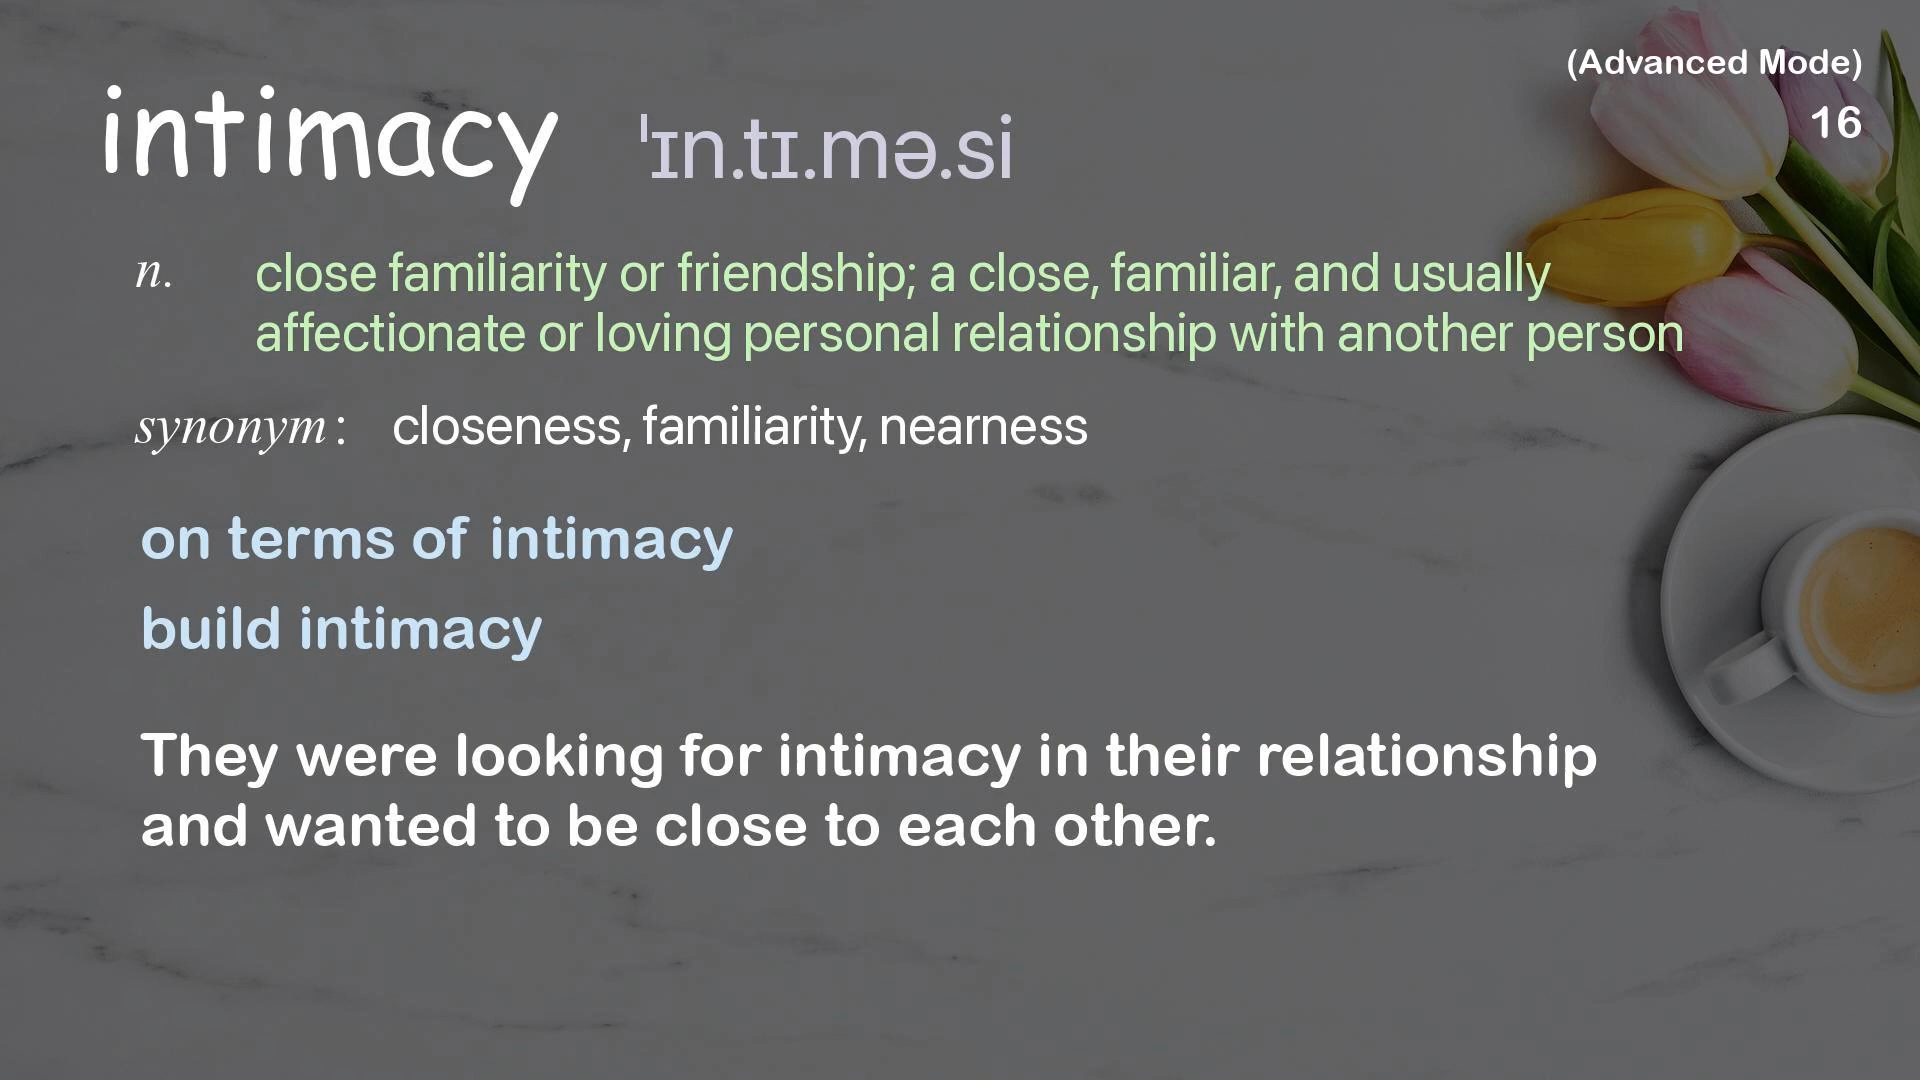 (Advanced Mode)
16
intimacy ˈɪn.tɪ.mə.si
n. close familiarity or friendship; a close, familiar, and usually
affectionate or loving personal relationship with another person
synonym: closeness, familiarity, nearness
on terms of intimacy
build intimacy
They were looking for intimacy in their relationship
and wanted to be close to each other.